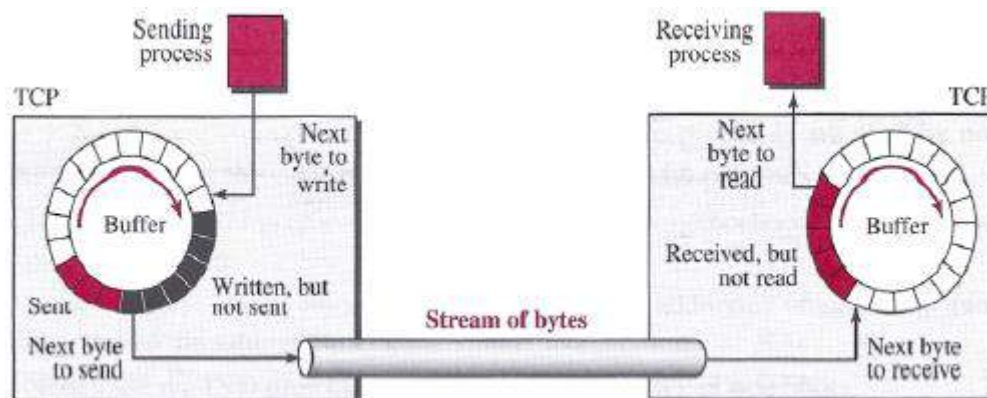 Sending
process
Receiving
process
TCP
TCP
Next
byte to
write
Next
byte to
read
Buffer
Buffer
Received, but
not read
Written, but
not sent
Sent
Stream of bytes
Next byte
to send
Next byte
to receive